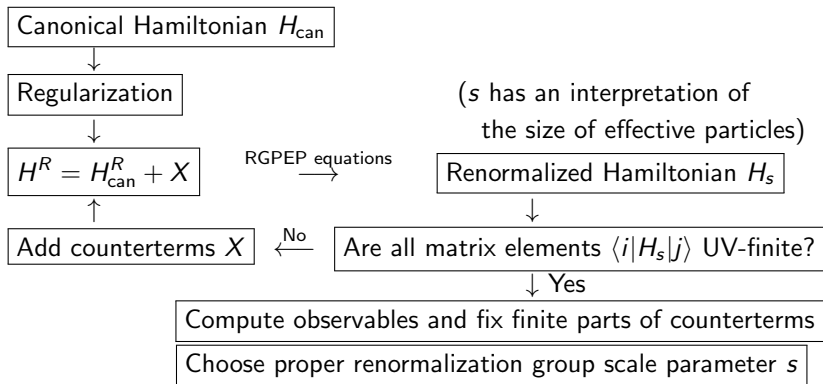 Canonical Hamiltonian H_can
↓
Regularization
↓
(s has an interpretation of
the size of effective particles)
H^R = H^R_can + X
RGPEP equations
⟶
Renormalized Hamiltonian H_s
↑
↓
Add counterterms X
No
⟵
Are all matrix elements ⟨i|H_s|j⟩ UV-finite?
↓ Yes
Compute observables and fix finite parts of counterterms
Choose proper renormalization group scale parameter s